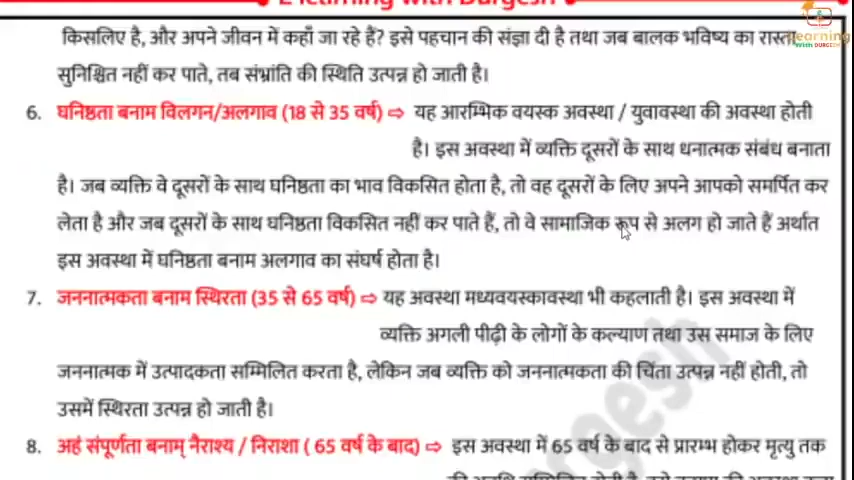 E learning with Durgesh
Learning
With DURGESH
किसलिए है, और अपने जीवन में कहाँ जा रहे हैं? इसे पहचान की संज्ञा दी है तथा जब बालक भविष्य का रास्ता
सुनिश्चित नहीं कर पाते, तब संभ्रांति की स्थिति उत्पन्न हो जाती है।
6. घनिष्ठता बनाम विलगन/अलगाव (18 से 35 वर्ष) ⇨ यह आरम्भिक वयस्क अवस्था / युवावस्था की अवस्था होती
है। इस अवस्था में व्यक्ति दूसरों के साथ धनात्मक संबंध बनाता
है। जब व्यक्ति वे दूसरों के साथ घनिष्ठता का भाव विकसित होता है, तो वह दूसरों के लिए अपने आपको समर्पित कर
लेता है और जब दूसरों के साथ घनिष्ठता विकसित नहीं कर पाते हैं, तो वे सामाजिक रूप से अलग हो जाते हैं अर्थात
इस अवस्था में घनिष्ठता बनाम अलगाव का संघर्ष होता है।
7. जननात्मकता बनाम स्थिरता (35 से 65 वर्ष) ⇨ यह अवस्था मध्यवयस्कावस्था भी कहलाती है। इस अवस्था में
व्यक्ति अगली पीढ़ी के लोगों के कल्याण तथा उस समाज के लिए
जननात्मक में उत्पादकता सम्मिलित करता है, लेकिन जब व्यक्ति को जननात्मकता की चिंता उत्पन्न नहीं होती, तो
उसमें स्थिरता उत्पन्न हो जाती है।
8. अहं संपूर्णता बनाम् नैराश्य / निराशा ( 65 वर्ष के बाद) ⇨ इस अवस्था में 65 वर्ष के बाद से प्रारम्भ होकर मृत्यु तक